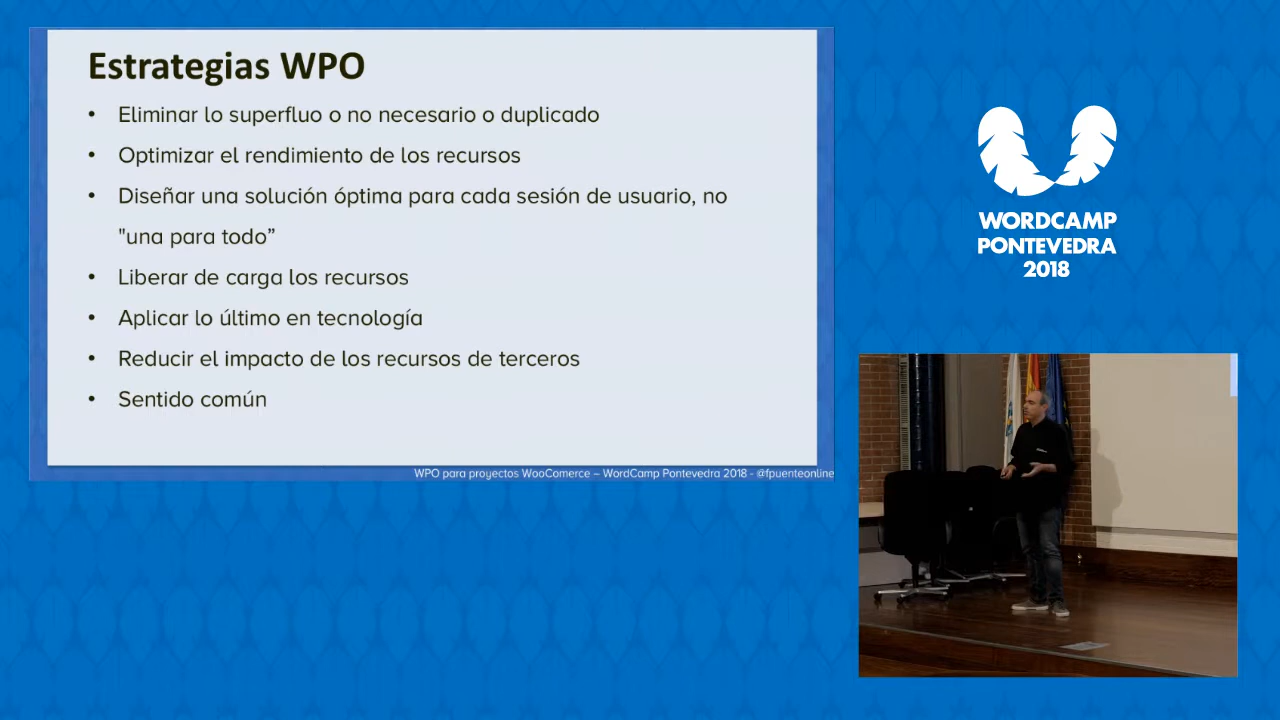 Estrategias WPO
• Eliminar lo superfluo o no necesario o duplicado
• Optimizar el rendimiento de los recursos
• Diseñar una solución óptima para cada sesión de usuario, no
"una para todo”
• Liberar de carga los recursos
• Aplicar lo último en tecnología
• Reducir el impacto de los recursos de terceros
• Sentido común
WPO para proyectos WooComerce – WordCamp Pontevedra 2018 - @fpuenteonline
WORDCAMP
PONTEVEDRA
2018